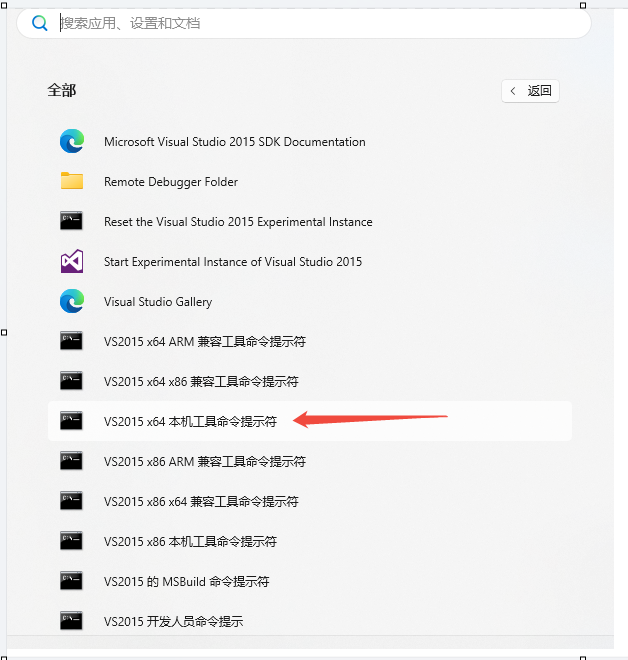 搜索应用、设置和文档
全部
返回
Microsoft Visual Studio 2015 SDK Documentation
Remote Debugger Folder
Reset the Visual Studio 2015 Experimental Instance
Start Experimental Instance of Visual Studio 2015
Visual Studio Gallery
VS2015 x64 ARM 兼容工具命令提示符
VS2015 x64 x86 兼容工具命令提示符
VS2015 x64 本机工具命令提示符
VS2015 x86 ARM 兼容工具命令提示符
VS2015 x86 x64 兼容工具命令提示符
VS2015 x86 本机工具命令提示符
VS2015 的 MSBuild 命令提示符
VS2015 开发人员命令提示